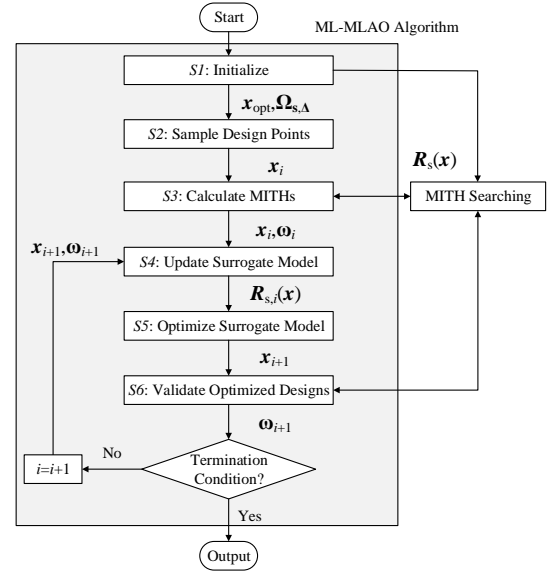 Start
ML-MLAO Algorithm
S1: Initialize
x_opt, Ω_s,Δ
S2: Sample Design Points
R_s(x)
x_i
S3: Calculate MITHs
MITH Searching
x_i, ω_i
x_i+1, ω_i+1
S4: Update Surrogate Model
R_s,i(x)
S5: Optimize Surrogate Model
x_i+1
S6: Validate Optimized Designs
ω_i+1
No
Termination
Condition?
i=i+1
Yes
Output